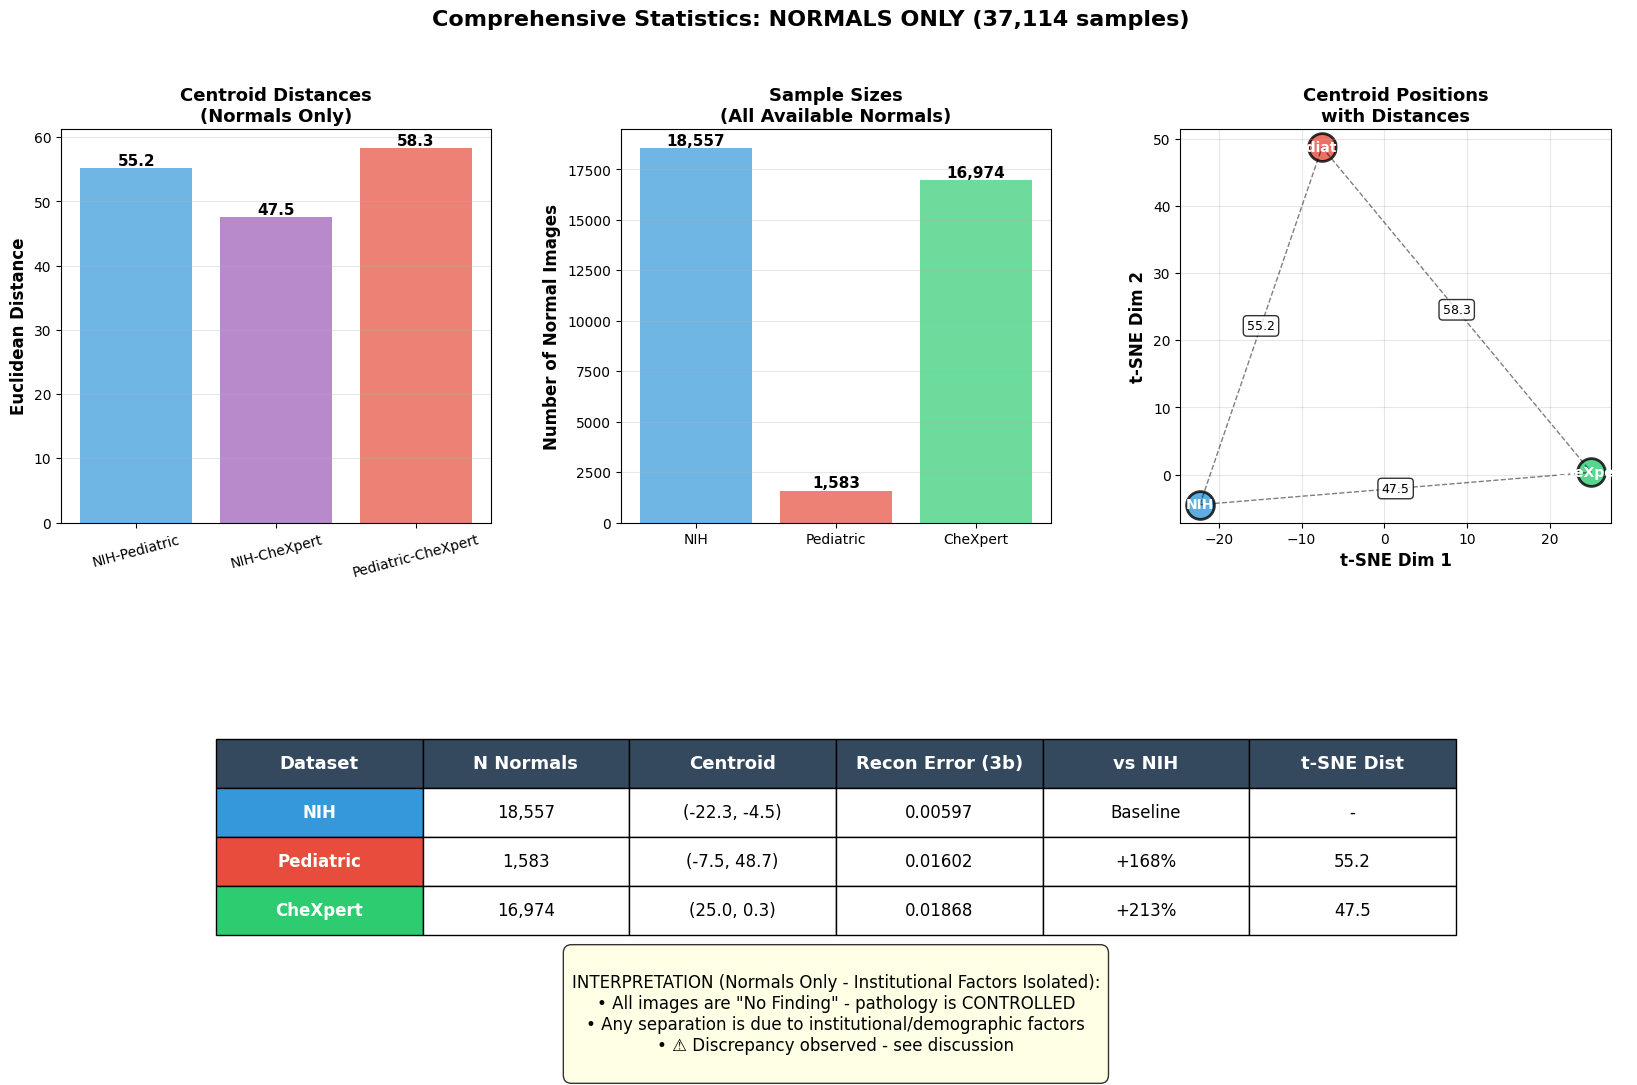 Comprehensive Statistics: NORMALS ONLY (37,114 samples)
Centroid Distances
(Normals Only)
Euclidean Distance
60
50
40
30
20
10
0
55.2
47.5
58.3
NIH-Pediatric
NIH-CheXpert
Pediatric-CheXpert
Sample Sizes
(All Available Normals)
Number of Normal Images
17500
15000
12500
10000
7500
5000
2500
0
18,557
1,583
16,974
NIH
Pediatric
CheXpert
Centroid Positions
with Distances
t-SNE Dim 2
50
40
30
20
10
0
55.2
58.3
47.5
NIH
−20
−10
0
10
20
t-SNE Dim 1
Dataset N Normals Centroid Recon Error (3b) vs NIH t-SNE Dist
NIH 18,557 (-22.3, -4.5) 0.00597 Baseline -
Pediatric 1,583 (-7.5, 48.7) 0.01602 +168% 55.2
CheXpert 16,974 (25.0, 0.3) 0.01868 +213% 47.5
INTERPRETATION (Normals Only - Institutional Factors Isolated):
• All images are "No Finding" - pathology is CONTROLLED
• Any separation is due to institutional/demographic factors
• ⚠ Discrepancy observed - see discussion